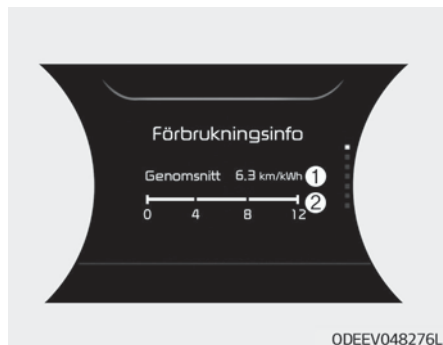 Förbrukningsinfo
Genomsnitt 6.3 km/kWh 1
2
0 4 8 12
ODEEV048276L